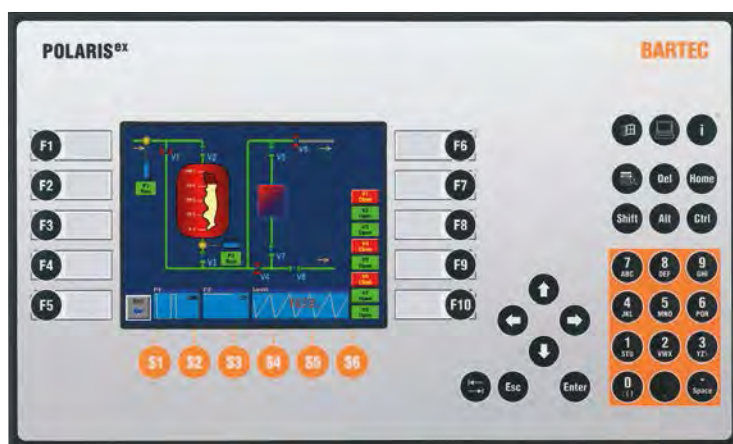 POLARISex
BARTEC
F1
F2
F3
F4
F5
F6
F7
F8
F9
F10
V1
V2
V3
V4
V5
V7
V8
S1 S2 S3 S4 S5 S6
i
Del Home
Shift Alt Ctrl
7 8 9
ABC DEF GHI
4 5 6
JKL MNO PQR
1 2 3
STU VWX YZ\
0
Space
Esc Enter